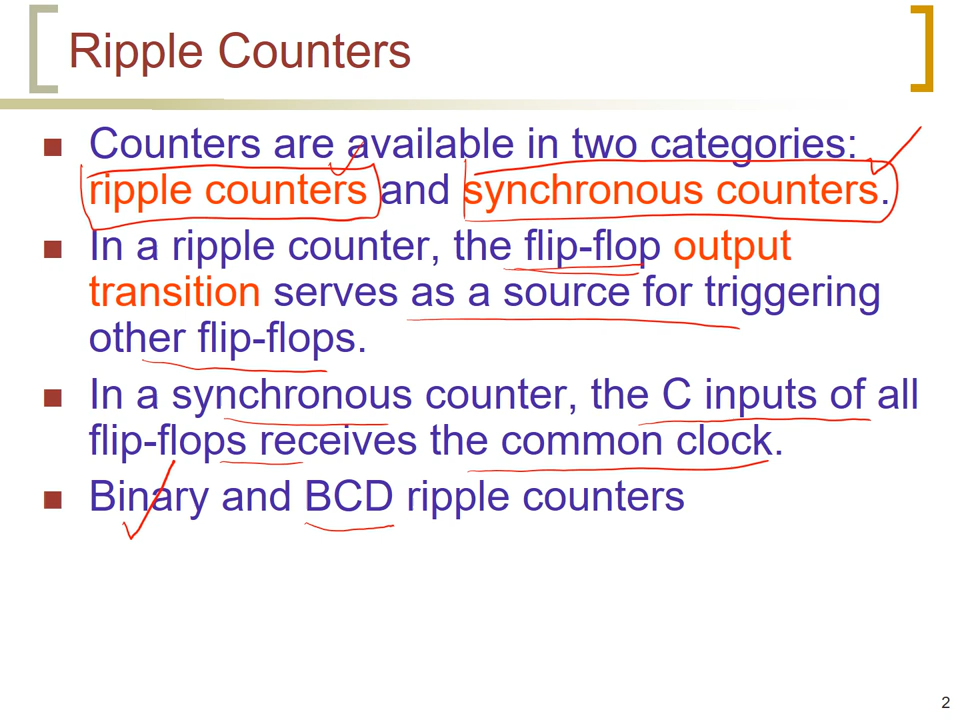 Ripple Counters
Counters are available in two categories:
ripple counters and synchronous counters.
In a ripple counter, the flip-flop output
transition serves as a source for triggering
other flip-flops.
In a synchronous counter, the C inputs of all
flip-flops receives the common clock.
Binary and BCD ripple counters
2